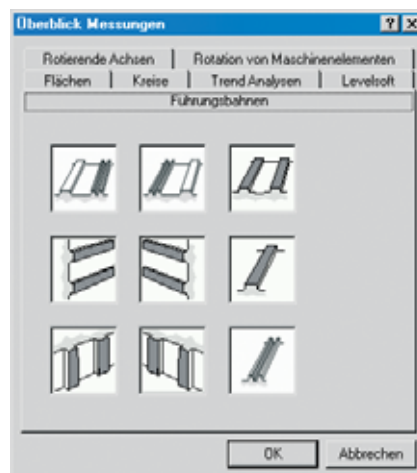 Überblick Messungen
Rotierende Achsen Rotation von Maschinenelementen
Flächen Kreise Trend Analysen Levelsoft
Führungsbahnen
OK Abbrechen